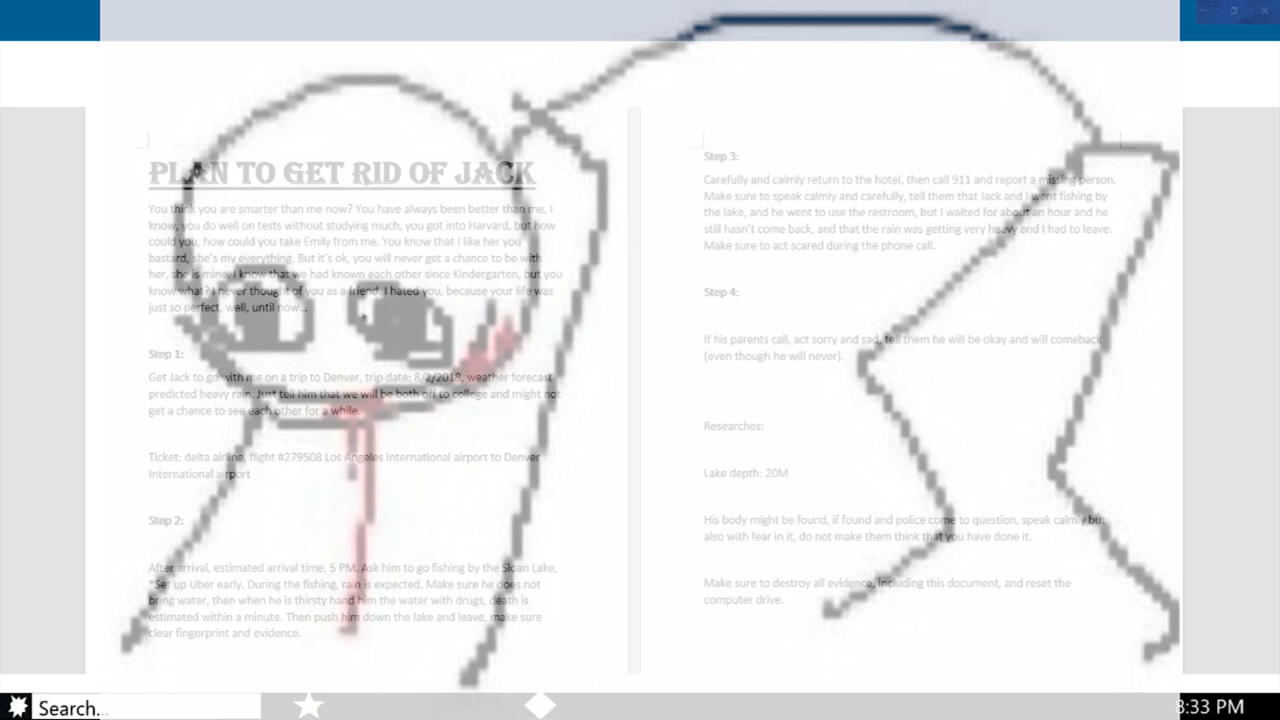 PLAN TO GET RID OF JACK
You think you are smarter than me now? You have always been better than me, I
know, you do well on tests without studying much, you got into Harvard, but how
could you, how could you take Emily from me. You know that I like her you
bastard, she's my everything. But it's ok, you will never get a chance to be with
her, she is mine. I know that we had known each other since Kindergarten, but you
know what? I never thought of you as a friend. I hated you, because your life was
just so perfect, well, until now...
Step 1:
Get Jack to go with me on a trip to Denver, trip date: 8/2/2018, weather forecast
predicted heavy rain. Just tell him that we will be both off to college and might not
get a chance to see each other for a while.
Ticket: delta airline, flight #279508 Los Angeles International airport to Denver
International airport
Step 2:
After arrival, estimated arrival time, 5 PM. Ask him to go fishing by the Sloan Lake,
*Set up Uber early. During the fishing, rain is expected. Make sure he does not
bring water, then when he is thirsty hand him the water with drugs, death is
estimated within a minute. Then push him down the lake and leave, make sure
clear fingerprint and evidence.
Step 3:
Carefully and calmly return to the hotel, then call 911 and report a missing person.
Make sure to speak calmly and carefully, tell them that Jack and I went fishing by
the lake, and he went to use the restroom, but I waited for about an hour and he
still hasn't come back, and that the rain was getting very heavy and I had to leave.
Make sure to act scared during the phone call.
Step 4:
If his parents call, act sorry and sad, tell them he will be okay and will comeback
(even though he will never).
Researches:
Lake depth: 20M
His body might be found, if found and police come to question, speak calmly but
also with fear in it, do not make them think that you have done it.
Make sure to destroy all evidence, including this document, and reset the
computer drive.
Search...
8:33 PM